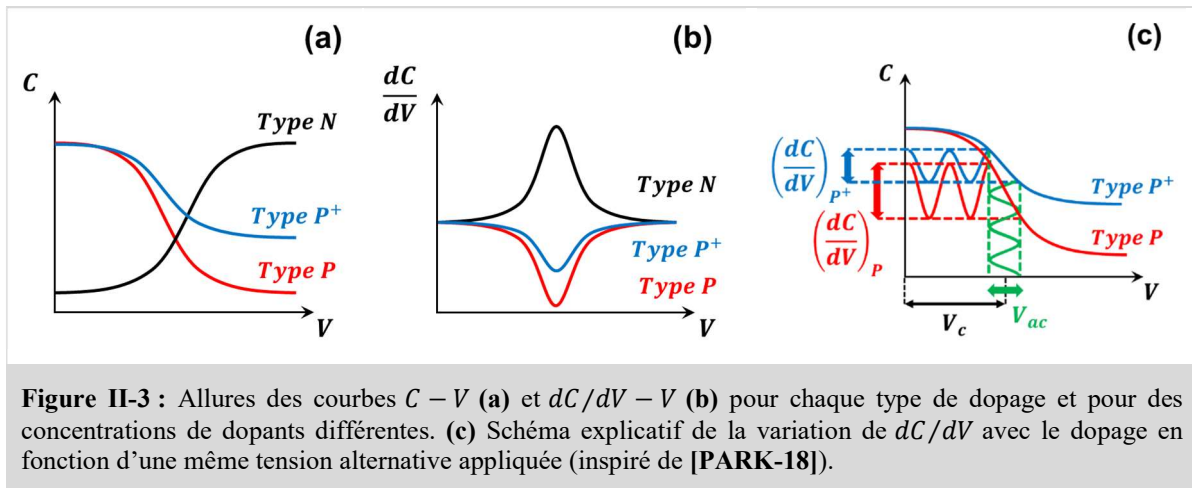 (a)
C
Type N
Type P⁺
Type P
V
(b)
dC
dV
Type N
Type P⁺
Type P
V
(c)
C
(dC/dV)P⁺
(dC/dV)P
Type P⁺
Type P
V
Vc
Vac
Figure II-3 : Allures des courbes C − V (a) et dC/dV − V (b) pour chaque type de dopage et pour des
concentrations de dopants différentes. (c) Schéma explicatif de la variation de dC/dV avec le dopage en
fonction d’une même tension alternative appliquée (inspiré de [PARK-18]).